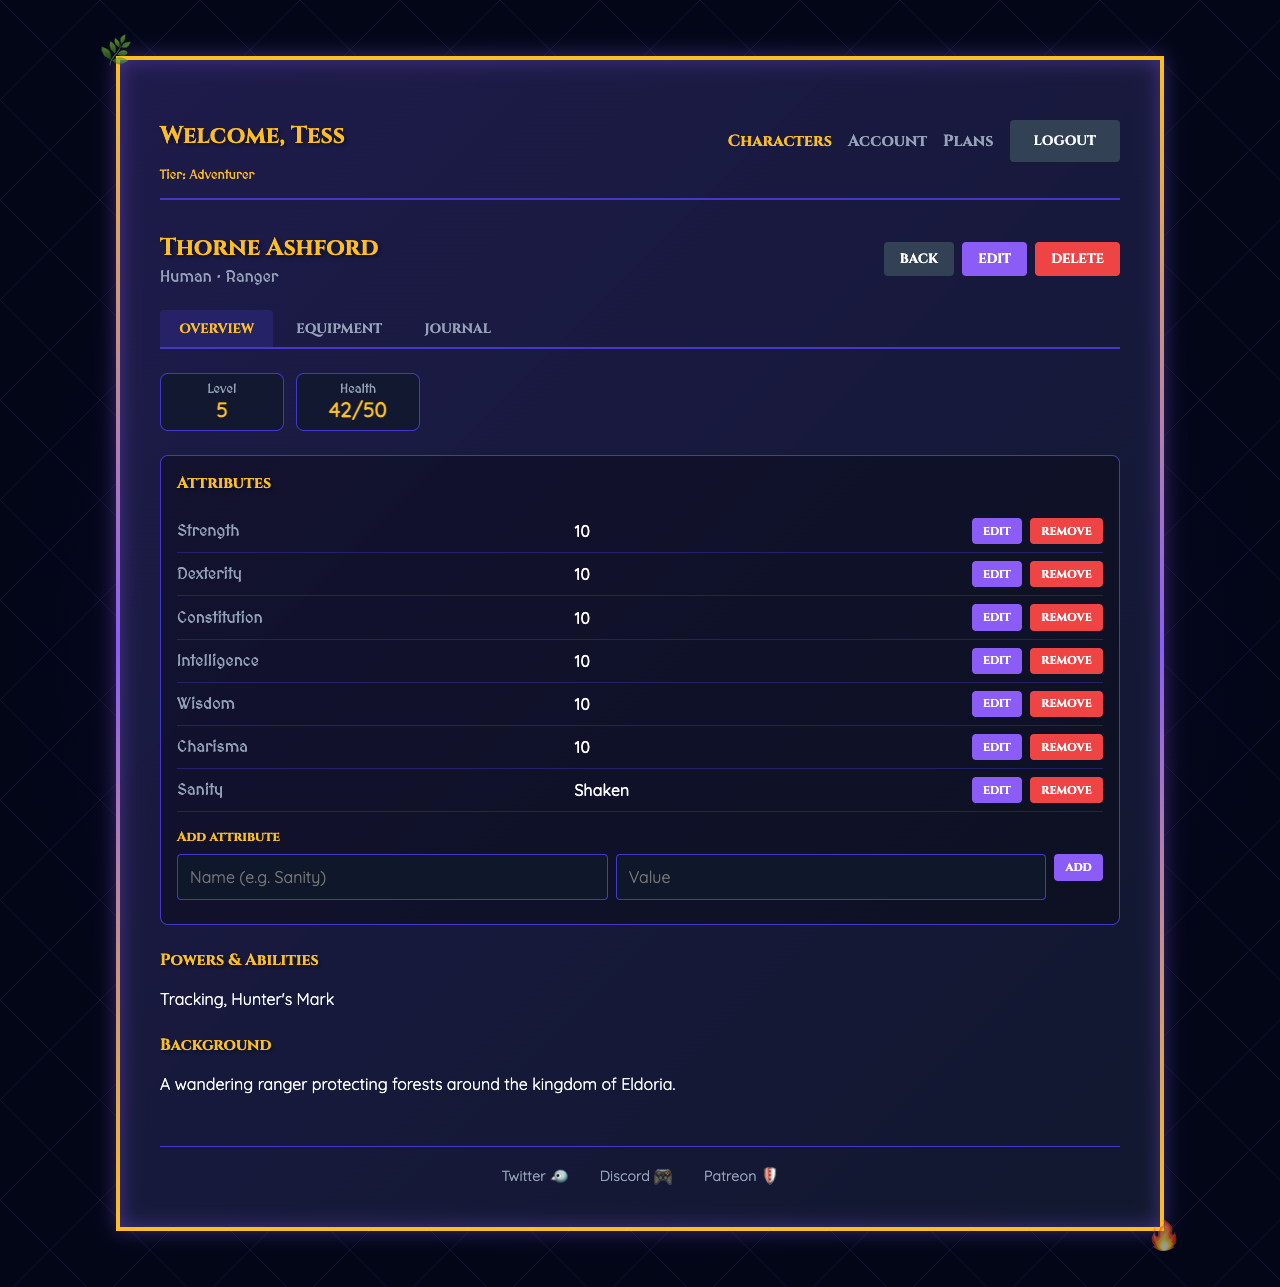 Welcome, Tess
Characters Account Plans LOGOUT
Tier: Adventurer
Thorne Ashford
Human · Ranger
BACK EDIT DELETE
OVERVIEW EQUIPMENT JOURNAL
Level
5
Health
42/50
Attributes
Strength 10 EDIT REMOVE
Dexterity 10 EDIT REMOVE
Constitution 10 EDIT REMOVE
Intelligence 10 EDIT REMOVE
Wisdom 10 EDIT REMOVE
Charisma 10 EDIT REMOVE
Sanity Shaken EDIT REMOVE
Add attribute
Name (e.g. Sanity) Value ADD
Powers & Abilities
Tracking, Hunter's Mark
Background
A wandering ranger protecting forests around the kingdom of Eldoria.
Twitter Discord Patreon